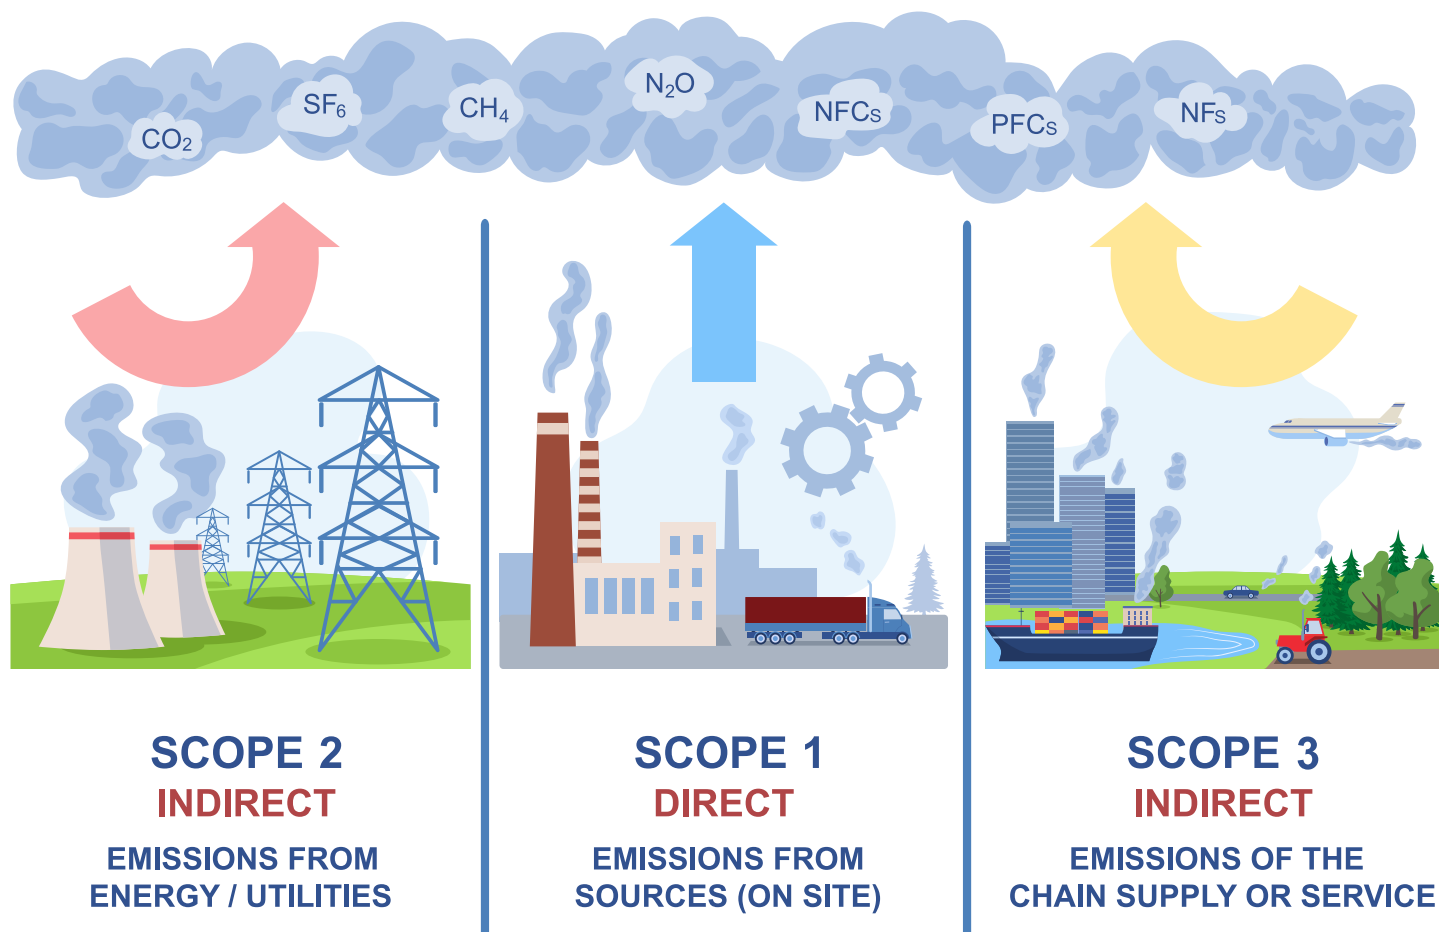 CO₂
SF₆
CH₄
N₂O
NFCs
PFCs
NFs
SCOPE 2
INDIRECT
EMISSIONS FROM
ENERGY / UTILITIES
SCOPE 1
DIRECT
EMISSIONS FROM
SOURCES (ON SITE)
SCOPE 3
INDIRECT
EMISSIONS OF THE
CHAIN SUPPLY OR SERVICE